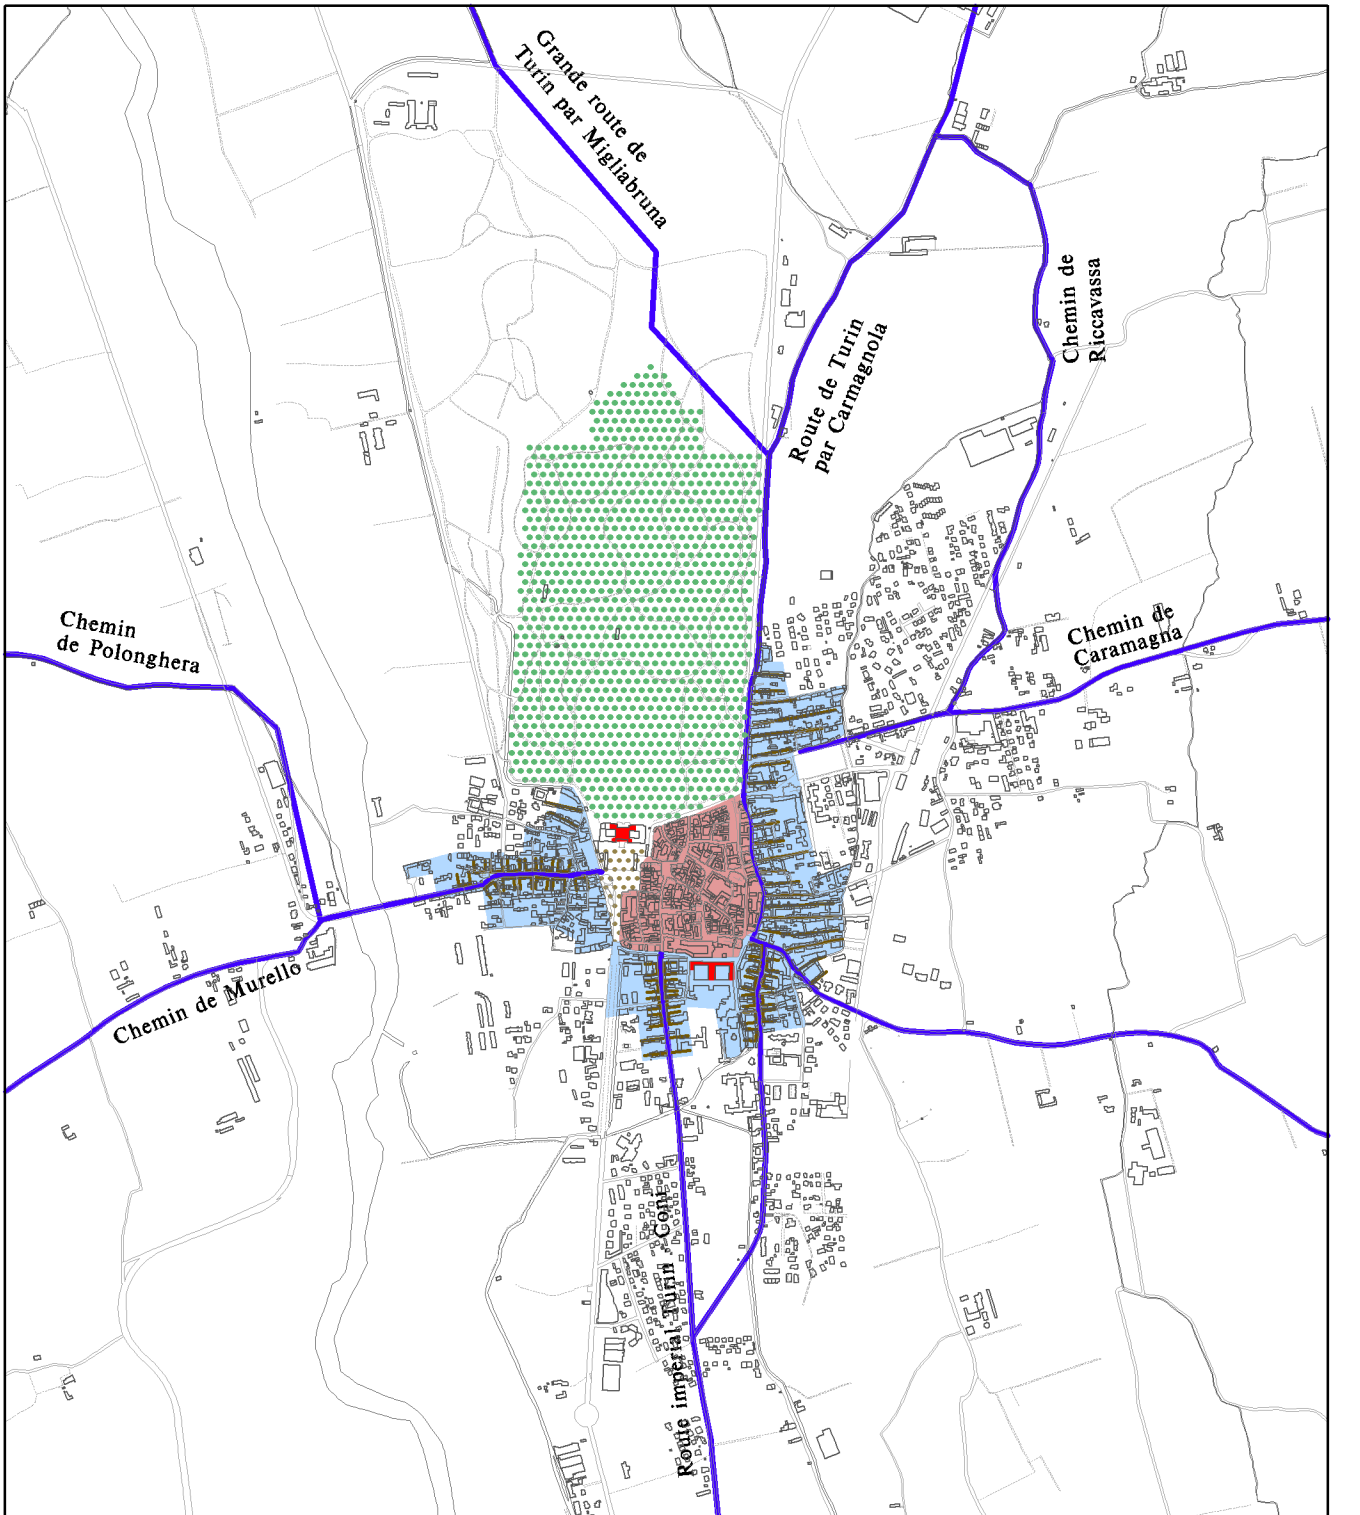 Grande route de
Turin par Migliabruna
Route de Turin
par Carmagnola
Chemin de
Riccavassa
Chemin
de Polonghera
Chemin de
Caramagna
Chemin de Murello
Route imperial Turin Coni